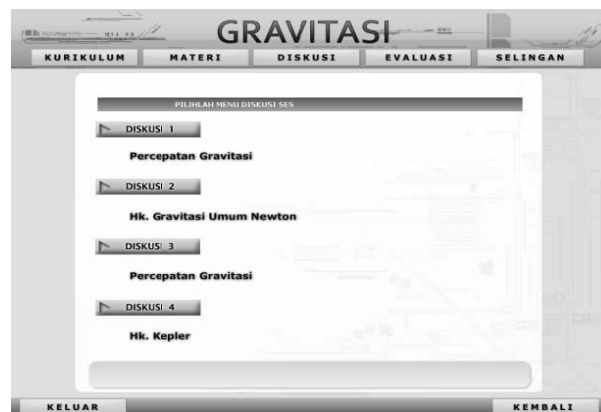 GRAVITASI
KURIKULUM MATERI DISKUSI EVALUASI SELINGAN
PILIHLAH MENU DISKUSI SES
DISKUSI 1
Percepatan Gravitasi
DISKUSI 2
Hk. Gravitasi Umum Newton
DISKUSI 3
Percepatan Gravitasi
DISKUSI 4
Hk. Kepler
KELUAR KEMBALI